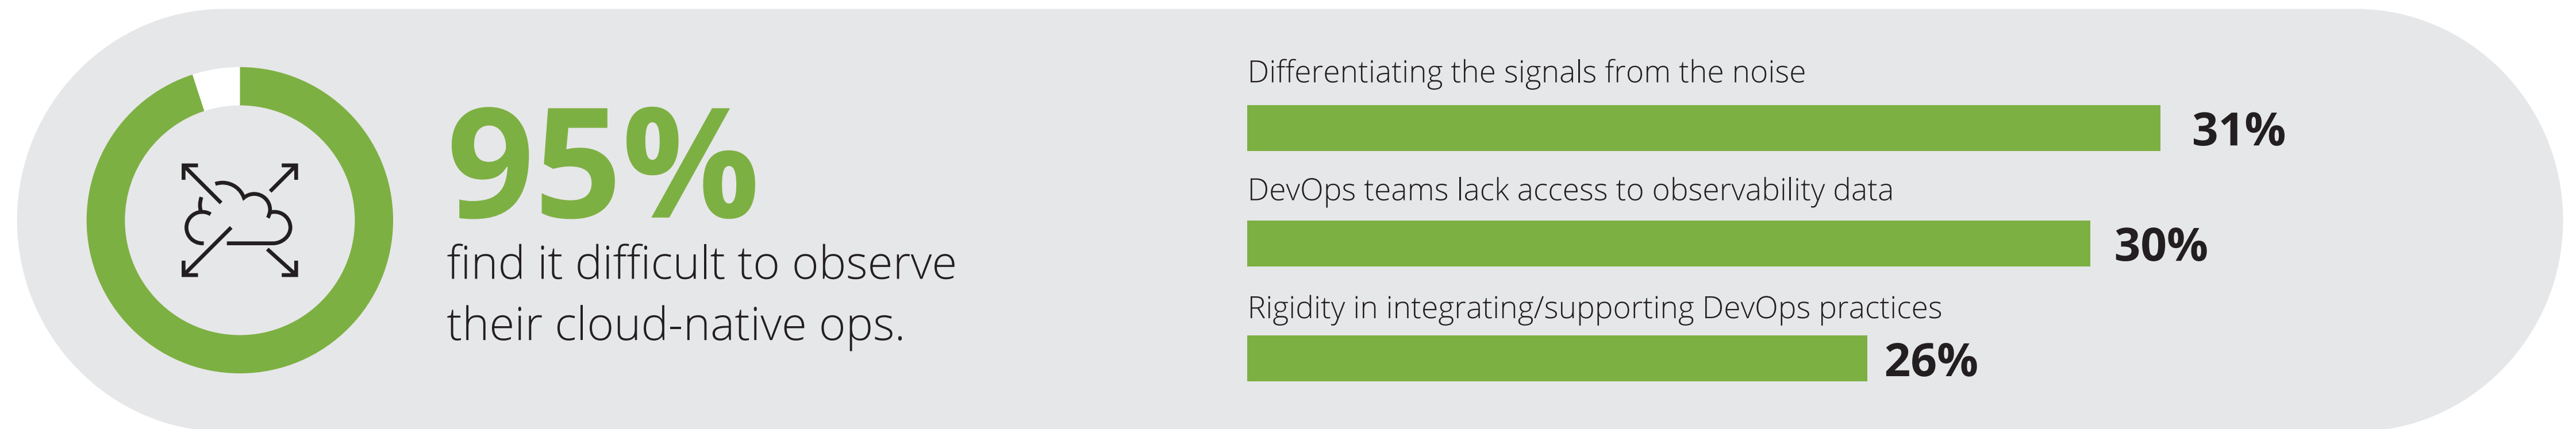 95%
find it difficult to observe
their cloud-native ops.
Differentiating the signals from the noise
31%
DevOps teams lack access to observability data
30%
Rigidity in integrating/supporting DevOps practices
26%